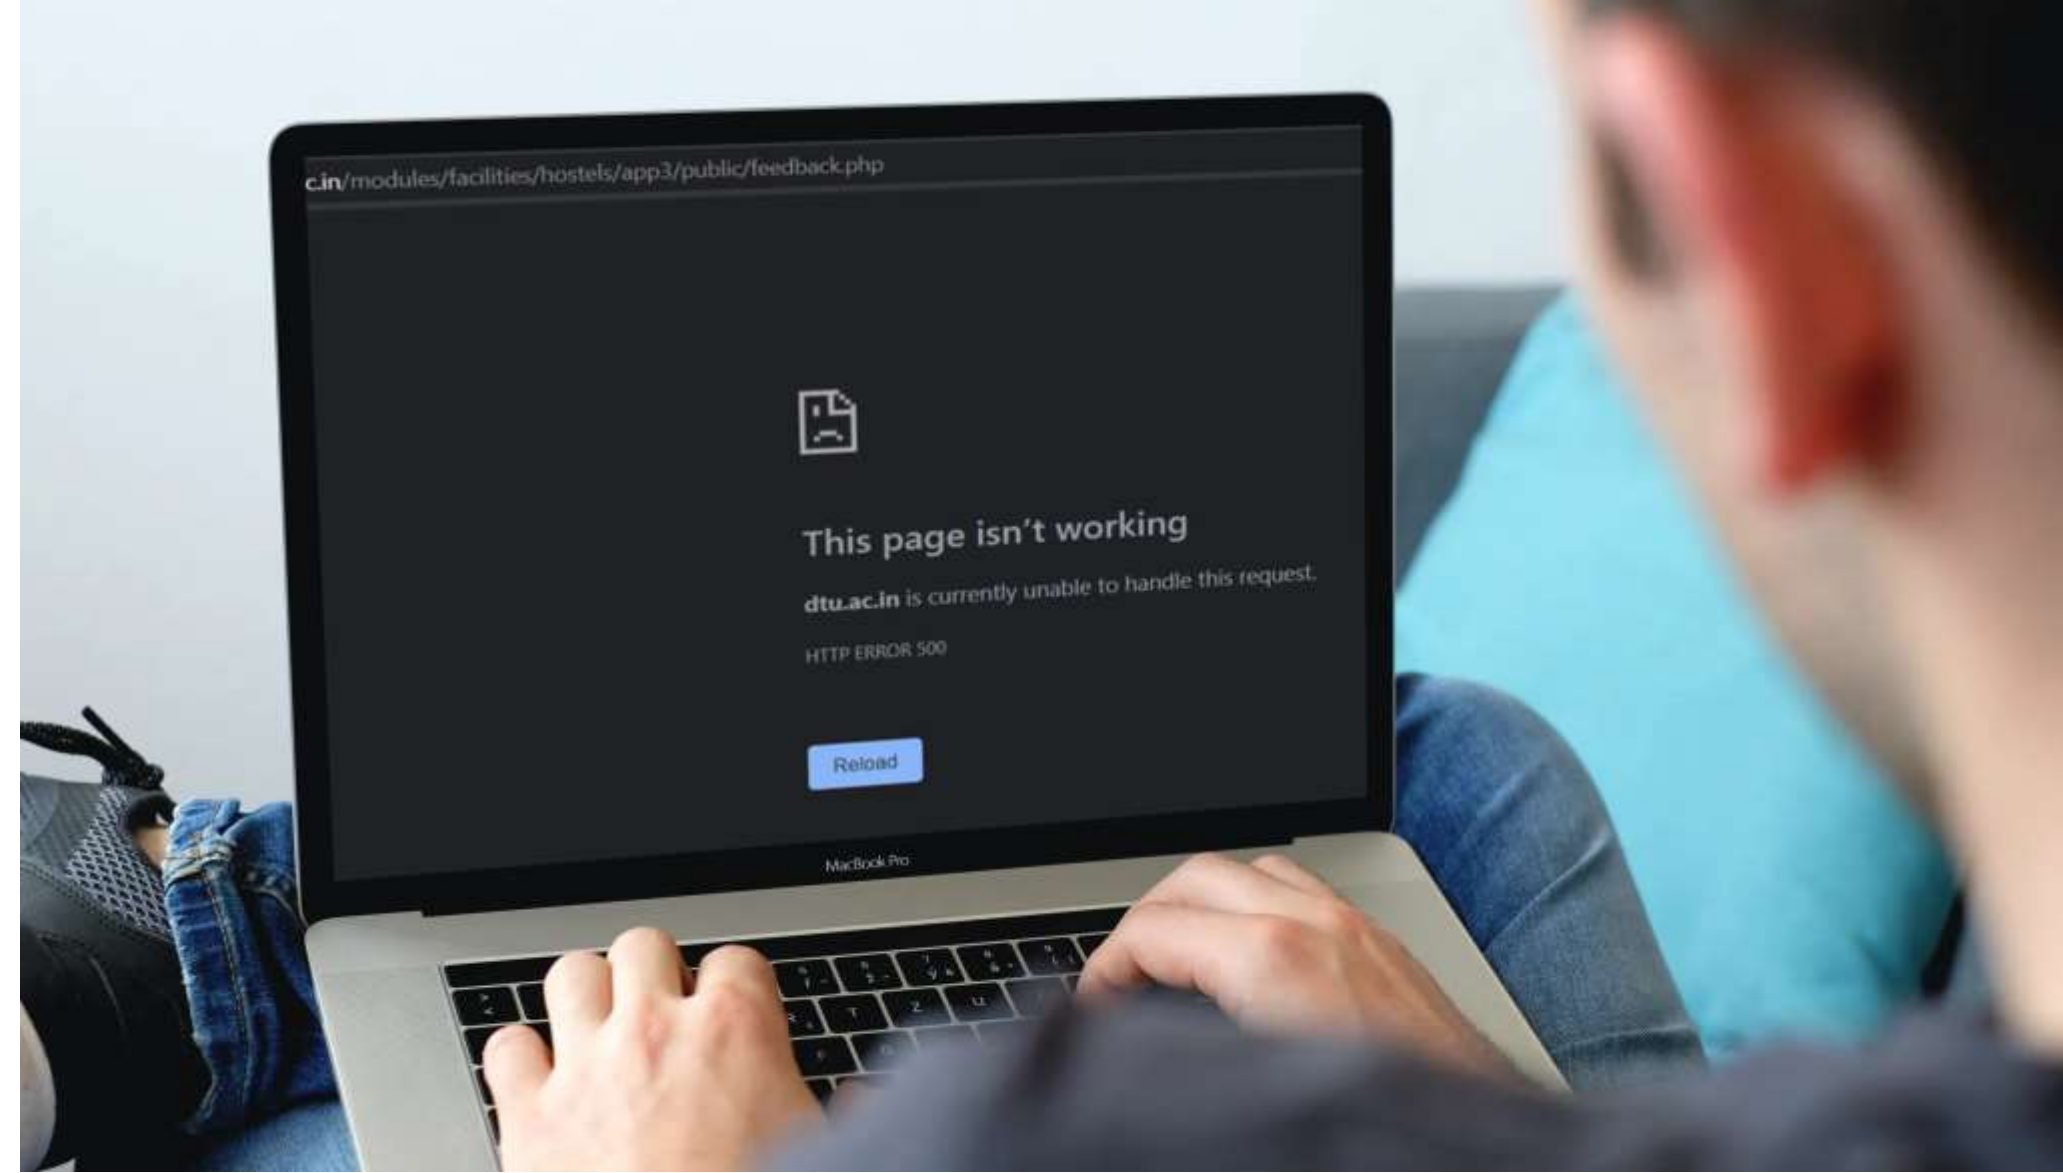 c.in/modules/facilities/hostels/app3/public/feedback.php
This page isn't working
dtu.ac.in is currently unable to handle this request.
HTTP ERROR 500
Reload
MacBook Pro
T Z U